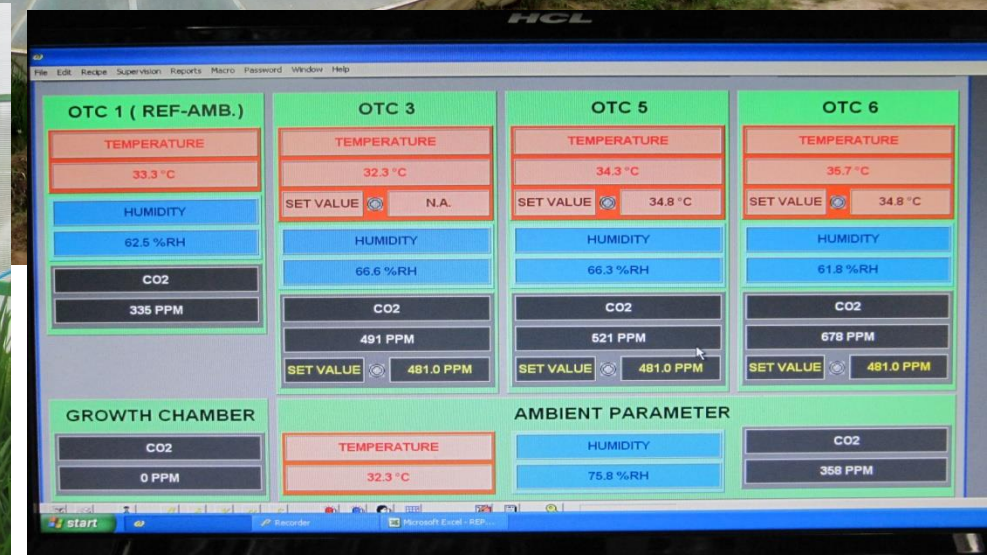 HCL
File Edit Recipe Supervision Reports Macro Password Window Help
OTC 1 ( REF-AMB.)
TEMPERATURE
33.3 °C
HUMIDITY
62.5 %RH
CO2
335 PPM
OTC 3
TEMPERATURE
32.3 °C
SET VALUE N.A.
HUMIDITY
66.6 %RH
CO2
491 PPM
SET VALUE 481.0 PPM
OTC 5
TEMPERATURE
34.3 °C
SET VALUE 34.8 °C
HUMIDITY
66.3 %RH
CO2
521 PPM
SET VALUE 481.0 PPM
OTC 6
TEMPERATURE
35.7 °C
SET VALUE 34.8 °C
HUMIDITY
61.8 %RH
CO2
678 PPM
SET VALUE 481.0 PPM
GROWTH CHAMBER
CO2
0 PPM
AMBIENT PARAMETER
TEMPERATURE
32.3 °C
HUMIDITY
75.8 %RH
CO2
358 PPM
start Recorder Microsoft Excel - REP...